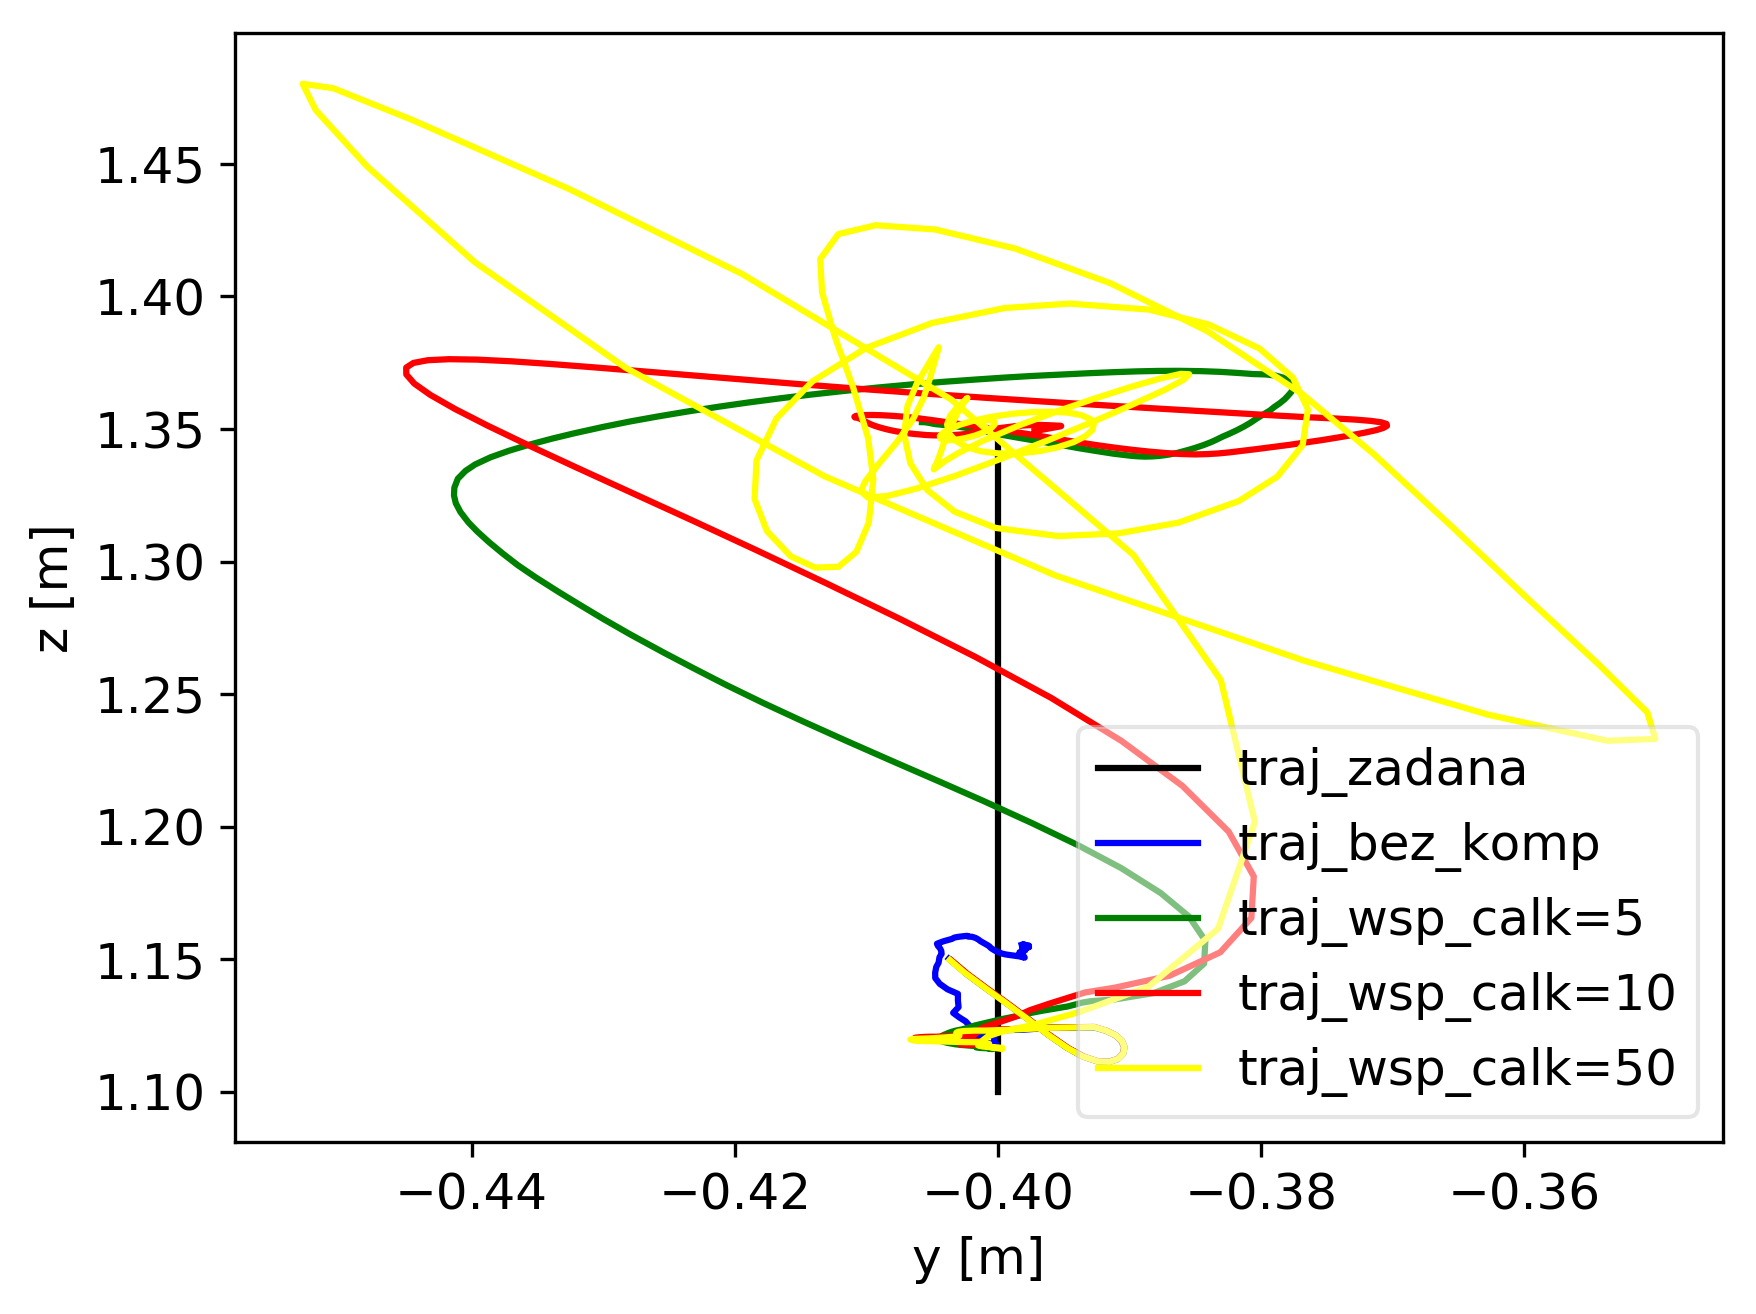 1.45
1.40
1.35
1.30
1.25
1.20
1.15
1.10
z [m]
−0.44
−0.42
−0.40
−0.38
−0.36
y [m]
traj_zadana
traj_bez_komp
traj_wsp_calk=5
traj_wsp_calk=10
traj_wsp_calk=50